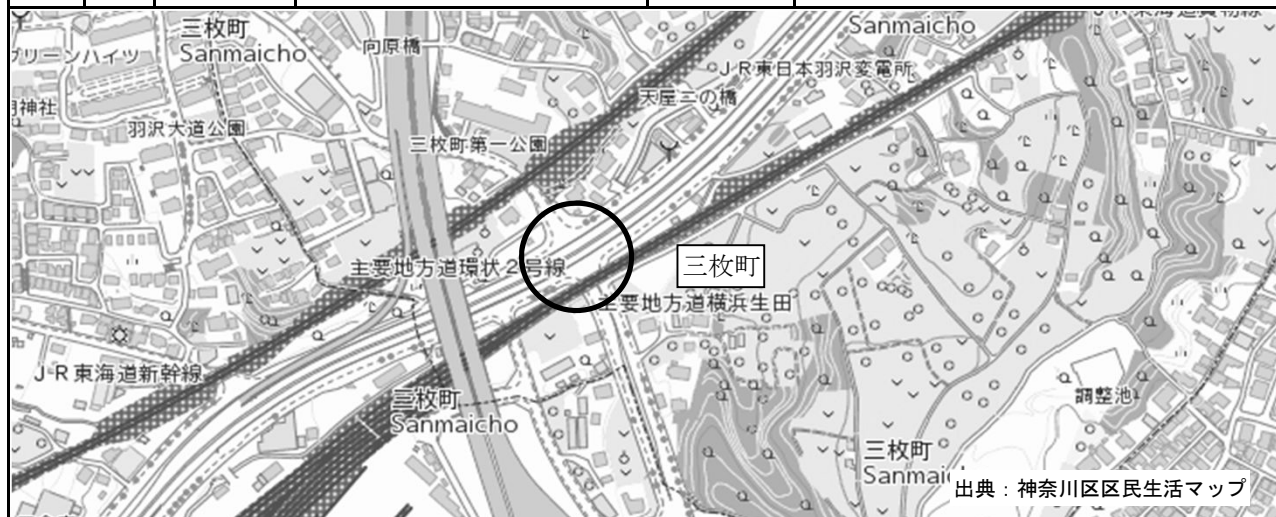 三枚町
Sanmaicho
向原橋
Sanmaicho
グリーンハイツ
JR東日本羽沢変電所
天屋二の橋
羽沢大道公園
三枚町第一公園
主要地方道環状2号線
三枚町
主要地方道横浜生田
JR東海道新幹線
三枚町
Sanmaicho
調整池
三枚町
Sanmaicho
出典：神奈川区区民生活マップ